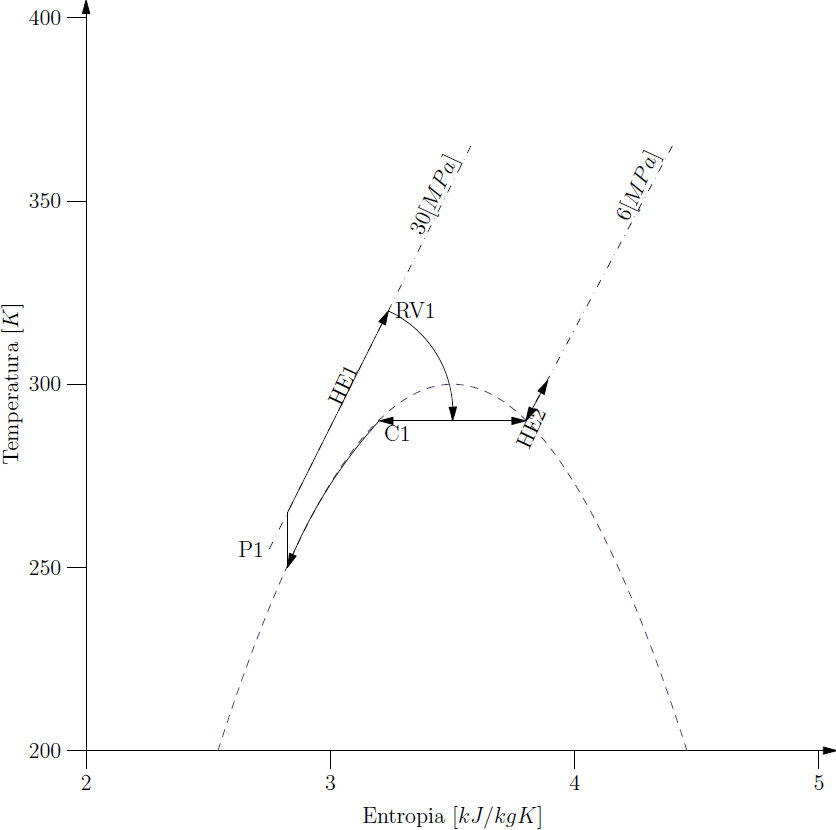 400
30[MPa]
6[MPa]
350
RV1
Temperatura [K]
HE1
300
HE2
C1
P1
250
200
2
3
4
5
Entropia [kJ/kgK]